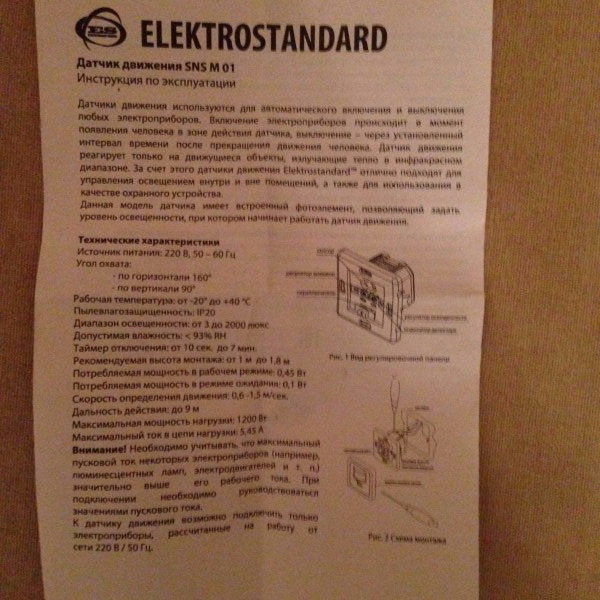 ES ELEKTROSTANDARD
Датчик движения SNS M 01
Инструкция по эксплуатации
Датчики движения используются для автоматического включения и выключения
любых электроприборов. Включение электроприборов происходит в момент
появления человека в зоне действия датчика, выключение – через установленный
интервал времени после прекращения движения человека. Датчик движения
реагирует только на движущиеся объекты, излучающие тепло в инфракрасном
диапазоне. За счет этого датчики движения Elektrostandard™ отлично подходят для
управления освещением внутри и вне помещений, а также для использования в
качестве охранного устройства.
Данная модель датчика имеет встроенный фотоэлемент, позволяющий задать
уровень освещенности, при котором начинает работать датчик движения.
Технические характеристики
Источник питания: 220 В, 50 – 60 Гц
Угол охвата:
- по горизонтали 160°
- по вертикали 90°
Рабочая температура: от -20° до +40 °C
Пылевлагозащищенность: IP20
Диапазон освещенности: от 3 до 2000 люкс
Допустимая влажность: < 93% RH
Таймер отключения: от 10 сек. до 7 мин.
Рекомендуемая высота монтажа: от 1 м до 1,8 м
Потребляемая мощность в рабочем режиме: 0,45 Вт
Потребляемая мощность в режиме ожидания: 0,1 Вт
Скорость определения движения: 0,6 -1,5 м/сек.
Дальность действия: до 9 м
Максимальная мощность нагрузки: 1200 Вт
Максимальный ток в цепи нагрузки: 5,45 А
Внимание! Необходимо учитывать, что максимальный
пусковой ток некоторых электроприборов (например,
люминесцентных ламп, электродвигателей и т. п.)
значительно выше его рабочего тока. При
подключении необходимо руководствоваться
значениями пускового тока.
К датчику движения возможно подключить только
электроприборы, рассчитанные на работу от
сети 220 В / 50 Гц.
Рис. 1 Вид регулировочной панели
Рис. 2 Схема монтажа